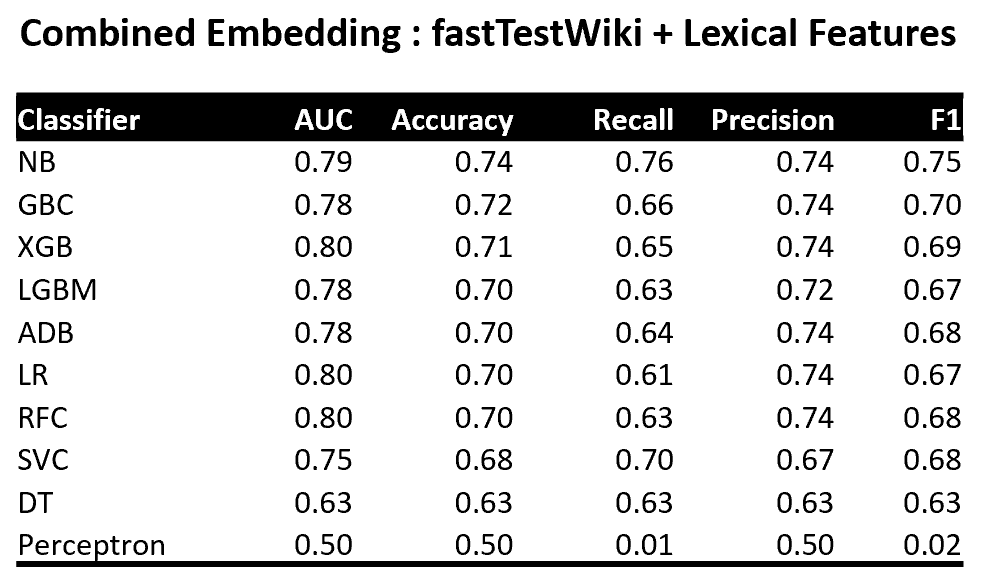 Combined Embedding : fastTestWiki + Lexical Features
Classifier AUC Accuracy Recall Precision F1
NB 0.79 0.74 0.76 0.74 0.75
GBC 0.78 0.72 0.66 0.74 0.70
XGB 0.80 0.71 0.65 0.74 0.69
LGBM 0.78 0.70 0.63 0.72 0.67
ADB 0.78 0.70 0.64 0.74 0.68
LR 0.80 0.70 0.61 0.74 0.67
RFC 0.80 0.70 0.63 0.74 0.68
SVC 0.75 0.68 0.70 0.67 0.68
DT 0.63 0.63 0.63 0.63 0.63
Perceptron 0.50 0.50 0.01 0.50 0.02